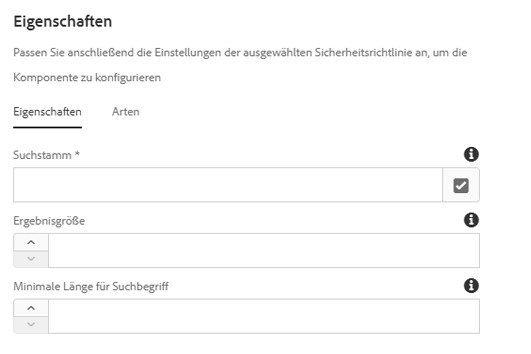 Eigenschaften
Passen Sie anschließend die Einstellungen der ausgewählten Sicherheitsrichtlinie an, um die
Komponente zu konfigurieren
Eigenschaften Arten
Suchstamm *
Ergebnisgröße
Minimale Länge für Suchbegriff